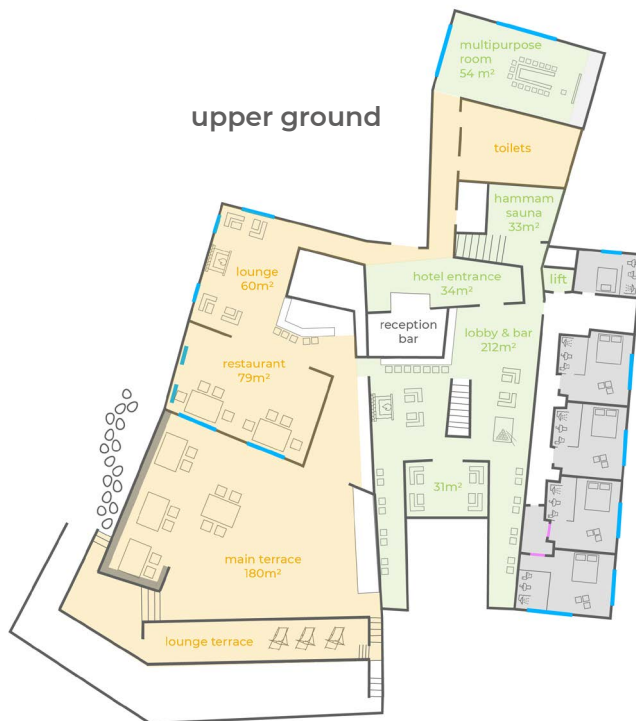 multipurpose
room
54 m²
upper ground
toilets
hammam
sauna
33m²
lounge
60m²
hotel entrance
34m²
lift
reception
bar
lobby & bar
212m²
restaurant
79m²
31m²
main terrace
180m²
lounge terrace